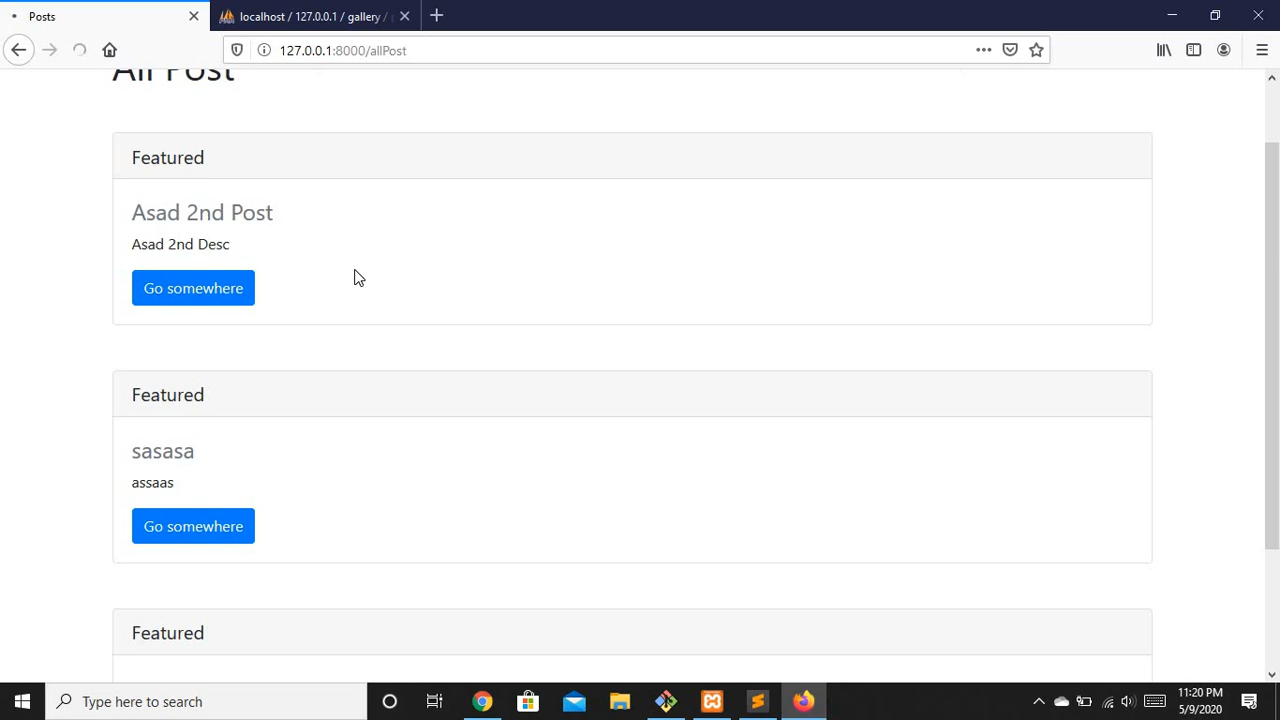 Posts
localhost / 127.0.0.1 / gallery /
127.0.0.1:8000/allPost
All Post
Featured
Asad 2nd Post
Asad 2nd Desc
Go somewhere
Featured
sasasa
assaas
Go somewhere
Featured
Type here to search
11:20 PM
5/9/2020